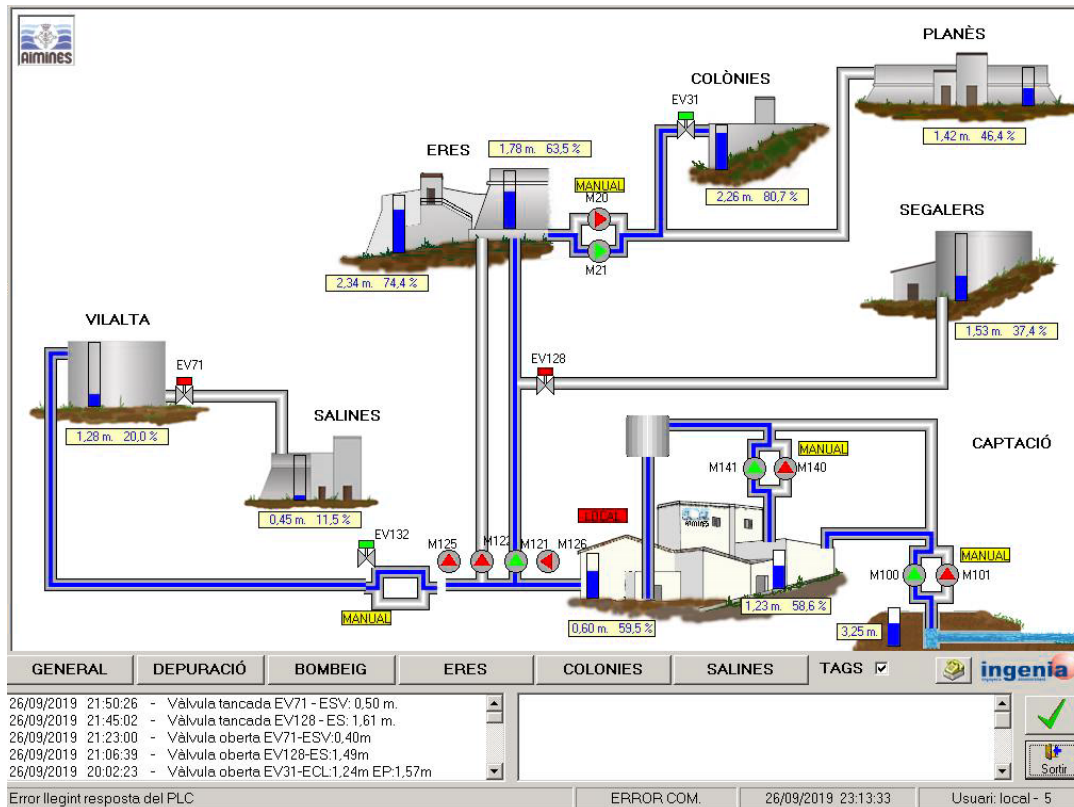 AIMINES
PLANÈS
COLÒNIES
EV31
1,42 m. 46,4 %
ERES
1,78 m. 63,5 %
MANUAL
M20
2,26 m. 80,7 %
SEGALERS
M21
2,34 m. 74,4 %
VILALTA
1,53 m. 37,4 %
EV71
EV128
1,28 m. 20,0 %
SALINES
CAPTACIÓ
MANUAL
M141
M140
0,45 m. 11,5 %
LOCAL
AIMINES
EV132
M125
M122
M121
M126
MANUAL
M100
M101
MANUAL
0,60 m. 59,5 %
1,23 m. 58,6 %
3,25 m.
GENERAL
DEPURACIÓ
BOMBEIG
ERES
COLONIES
SALINES
TAGS
ingenia
26/09/2019 21:50:26 - Vàlvula tancada EV71 - ESV: 0,50 m.
26/09/2019 21:45:02 - Vàlvula tancada EV128 - ES: 1,61 m.
26/09/2019 21:23:00 - Vàlvula oberta EV71-ESV:0,40m
26/09/2019 21:06:39 - Vàlvula oberta EV128-ES:1,49m
26/09/2019 20:02:23 - Vàlvula oberta EV31-ECL:1,24m EP:1,57m
Sortir
Error llegint resposta del PLC
ERROR COM.
26/09/2019 23:13:33
Usuari: local - 5